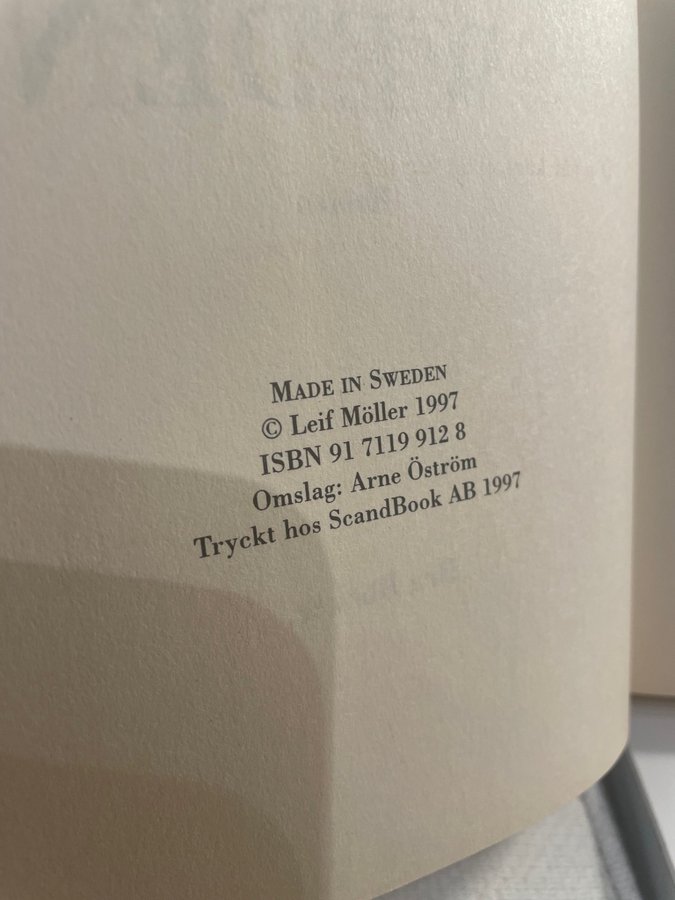 MADE IN SWEDEN
© Leif Möller 1997
ISBN 91 7119 912 8
Omslag: Arne Öström
Tryckt hos ScandBook AB 1997